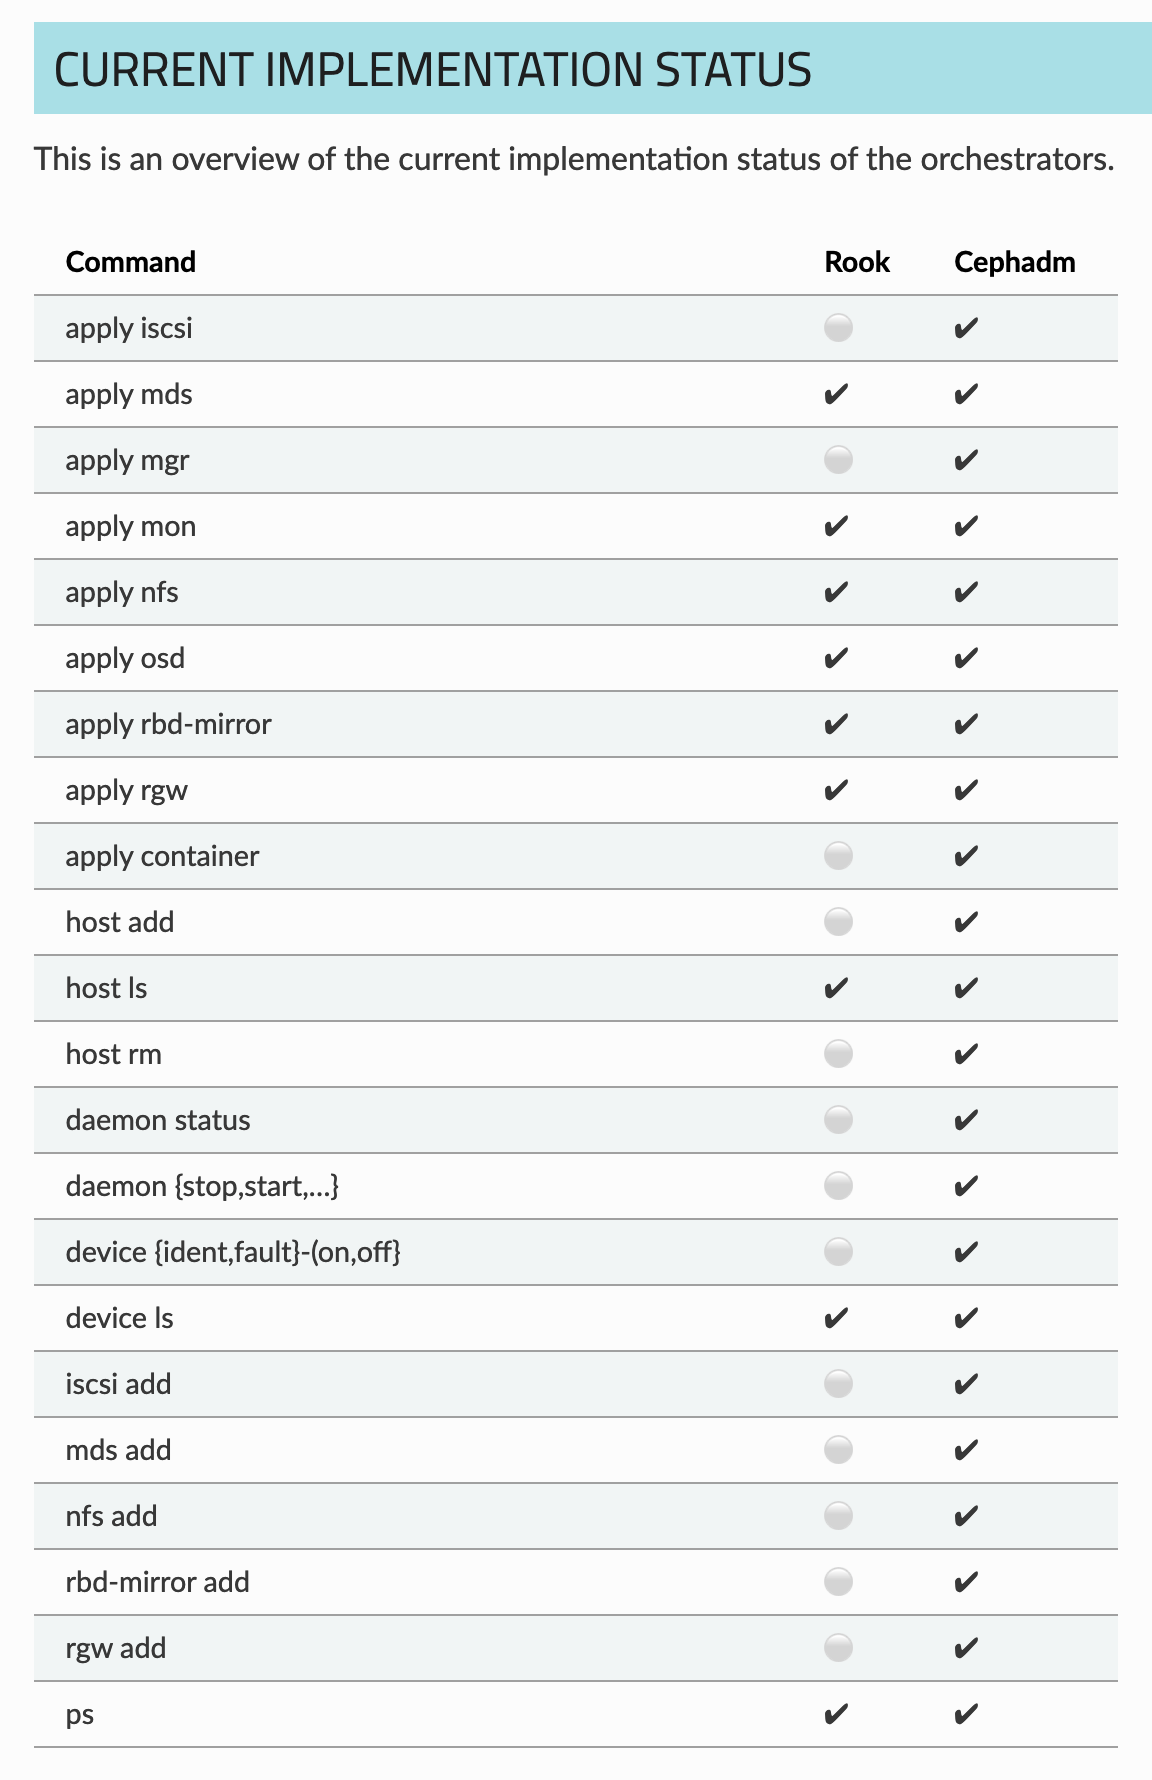 CURRENT IMPLEMENTATION STATUS
This is an overview of the current implementation status of the orchestrators.
Command Rook Cephadm
apply iscsi ⚪ ✔
apply mds ✔ ✔
apply mgr ⚪ ✔
apply mon ✔ ✔
apply nfs ✔ ✔
apply osd ✔ ✔
apply rbd-mirror ✔ ✔
apply rgw ✔ ✔
apply container ⚪ ✔
host add ⚪ ✔
host ls ✔ ✔
host rm ⚪ ✔
daemon status ⚪ ✔
daemon {stop,start,...} ⚪ ✔
device {ident,fault}-(on,off} ⚪ ✔
device ls ✔ ✔
iscsi add ⚪ ✔
mds add ⚪ ✔
nfs add ⚪ ✔
rbd-mirror add ⚪ ✔
rgw add ⚪ ✔
ps ✔ ✔